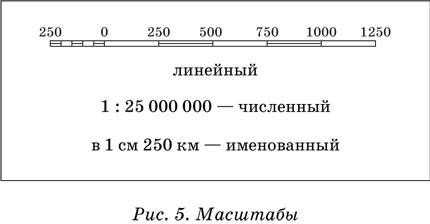 250 0 250 500 750 1000 1250
линейный
1 : 25 000 000 — численный
в 1 см 250 км — именованный
Рис. 5. Масштабы